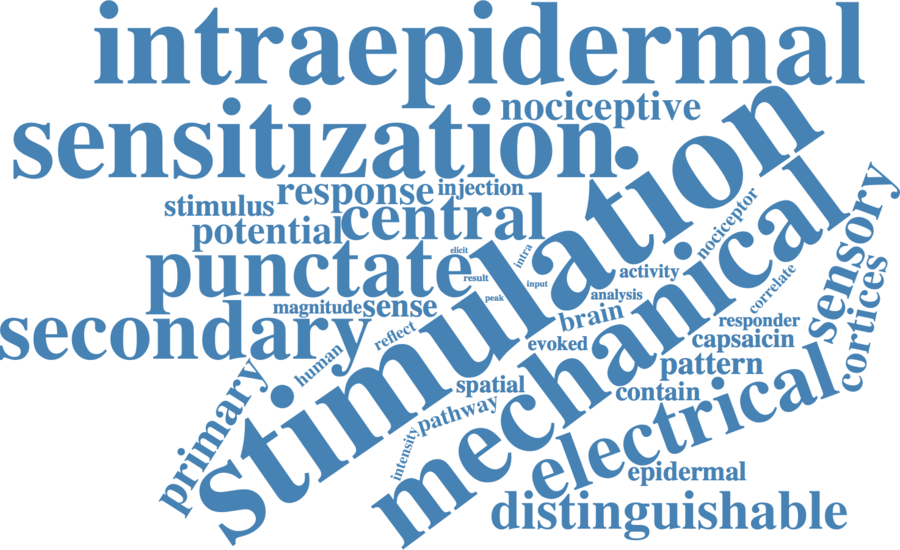 intraepidermal
nociceptive
sensitization
stimulation
mechanical
response
injection
stimulus
central
potential
nociceptor
sensory
punctate
elicit
intra
result
input
activity
correlate
peak
analysis
magnitude
sense
cortices
secondary
reflect
brain
responder
evoked
capsaicin
human
pattern
primary
spatial
contain
pathway
electrical
intensity
epidermal
distinguishable